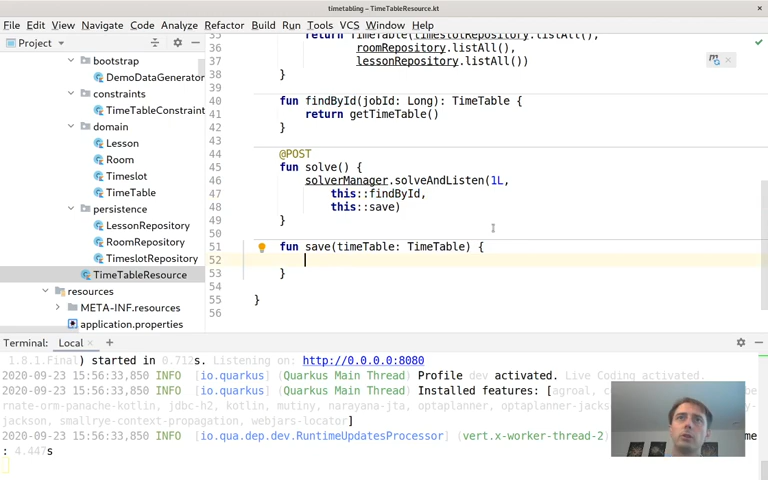 timetabling – TimeTableResource.kt
File Edit View Navigate Code Analyze Refactor Build Run Tools VCS Window Help
Project
bootstrap
DemoDataGenerator
constraints
TimeTableConstraint
domain
Lesson
Room
Timeslot
TimeTable
persistence
LessonRepository
RoomRepository
TimeslotRepository
TimeTableResource
resources
META-INF.resources
application.properties
35 return TimeTable(timeslotRepository.listAll(),
36 roomRepository.listAll(),
37 lessonRepository.listAll())
38 }
39
40 fun findById(jobId: Long): TimeTable {
41 return getTimeTable()
42 }
43
44 @POST
45 fun solve() {
46 solverManager.solveAndListen(1L,
47 this::findById,
48 this::save)
49 }
50
51 fun save(timeTable: TimeTable) {
52
53 }
54
55 }
56
Terminal: Local +
1.8.1.Final) started in 0.712s. Listening on: http://0.0.0.0:8080
2020-09-23 15:56:33,850 INFO [io.quarkus] (Quarkus Main Thread) Profile dev activated. Live Coding activated.
2020-09-23 15:56:33,850 INFO [io.quarkus] (Quarkus Main Thread) Installed features: [agroal,
rnate-orm-panache-kotlin, jdbc-h2, kotlin, mutiny, narayana-jta, optaplanner, optaplanner-jacks
-jackson, smallrye-context-propagation, webjars-locator]
2020-09-23 15:56:33,850 INFO [io.qua.dep.dev.RuntimeUpdatesProcessor] (vert.x-worker-thread-2)
: 4.447s